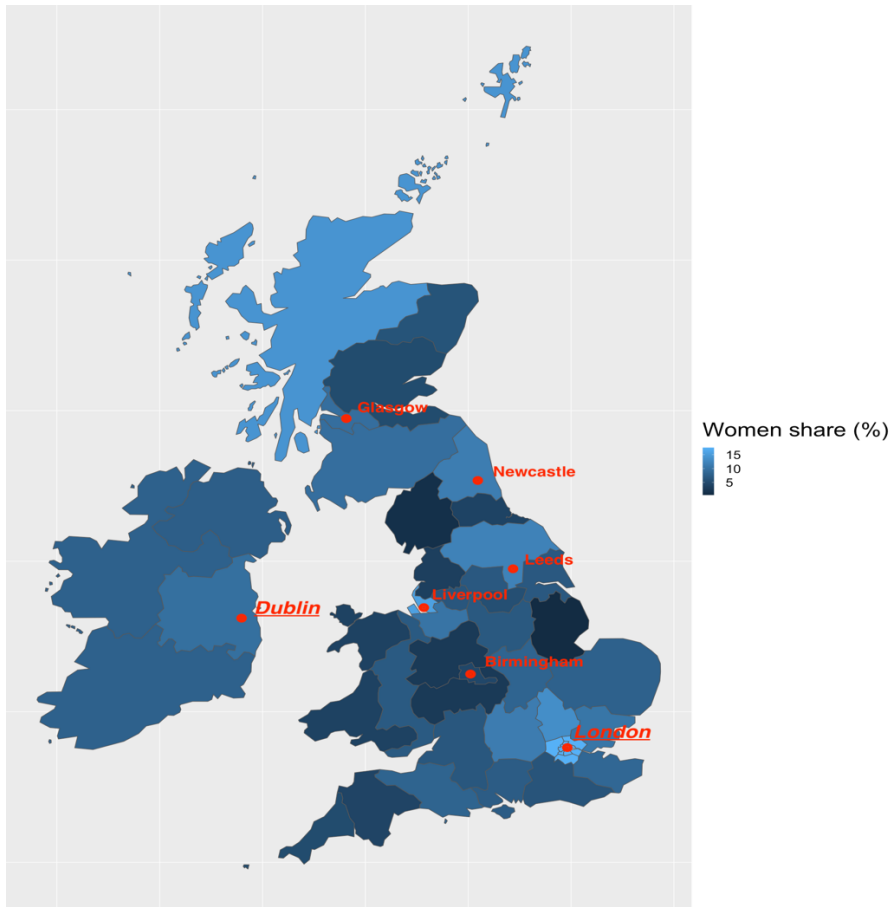 Glasgow
Women share (%)
15
10
5
Newcastle
Leeds
Liverpool
Dublin
Birmingham
London